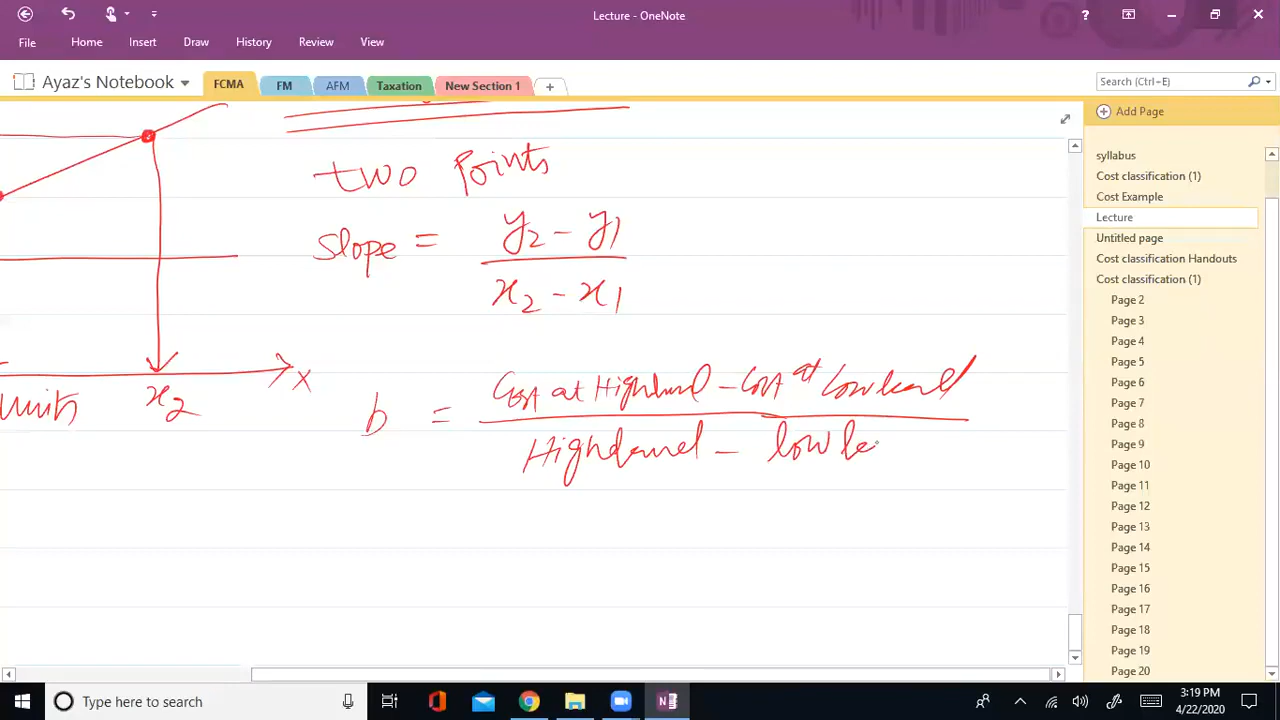 Lecture - OneNote
?
File Home Insert Draw History Review View
Ayaz's Notebook FCMA FM AFM Taxation New Section 1 +
Search (Ctrl+E)
Add Page
two points
slope = y2 - y1
x2 - x1
units x2 x
b = Cost at High level - Cost at Low level
High level - low le
syllabus
Cost classification (1)
Cost Example
Lecture
Untitled page
Cost classification Handouts
Cost classification (1)
Page 2
Page 3
Page 4
Page 5
Page 6
Page 7
Page 8
Page 9
Page 10
Page 11
Page 12
Page 13
Page 14
Page 15
Page 16
Page 17
Page 18
Page 19
Page 20
Type here to search
3:19 PM
4/22/2020